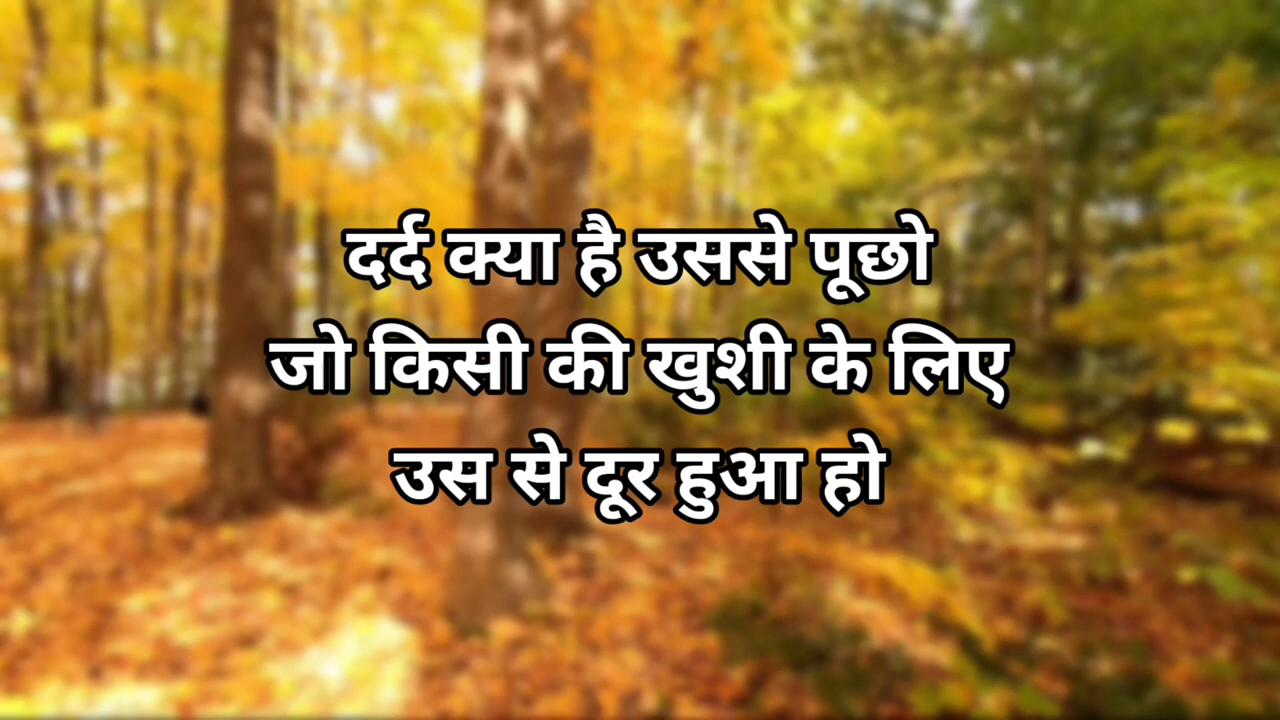 दर्द क्या है उससे पूछो
जो किसी की खुशी के लिए
उस से दूर हुआ हो